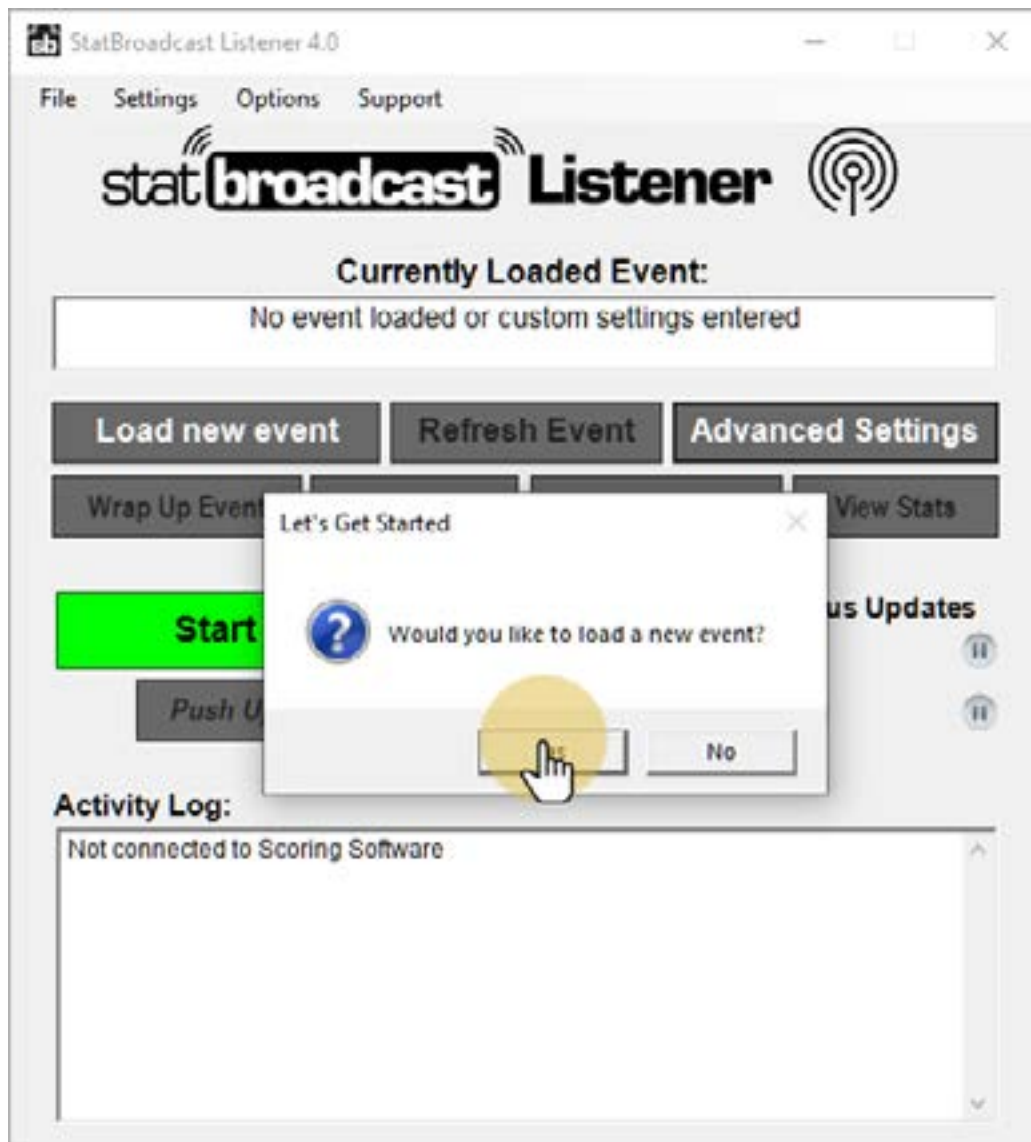 StatBroadcast Listener 4.0
File Settings Options Support
stat broadcast Listener
Currently Loaded Event:
No event loaded or custom settings entered
Load new event Refresh Event Advanced Settings
Wrap Up Event View Stats
Let's Get Started
Would you like to load a new event?
Start us Updates
Push U
No
Activity Log:
Not connected to Scoring Software